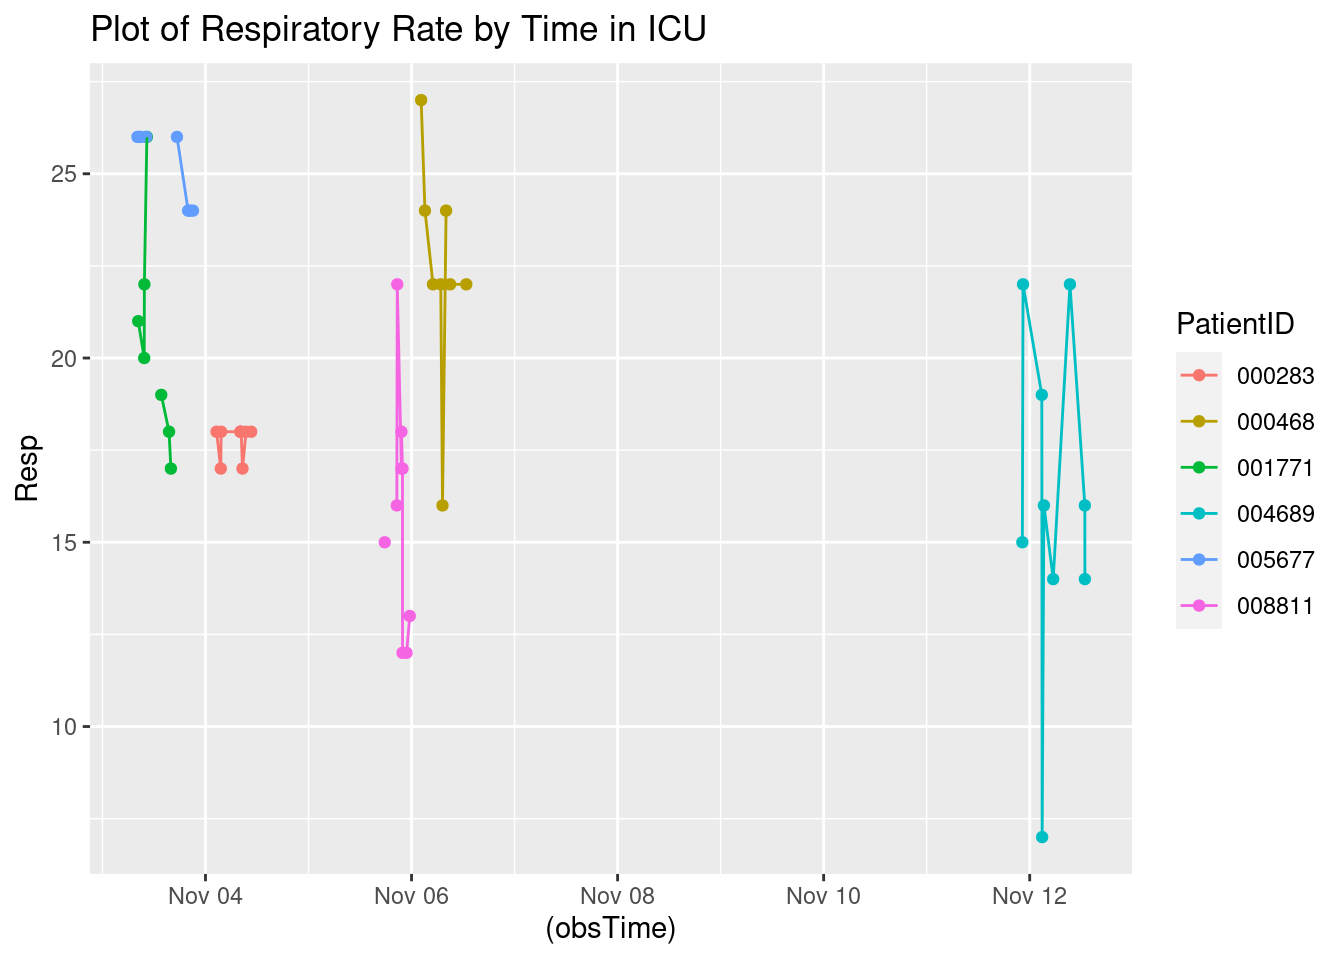 Plot of Respiratory Rate by Time in ICU
Resp
25
20
15
10
Nov 04 Nov 06 Nov 08 Nov 10 Nov 12
(obsTime)
PatientID
000283
000468
001771
004689
005677
008811